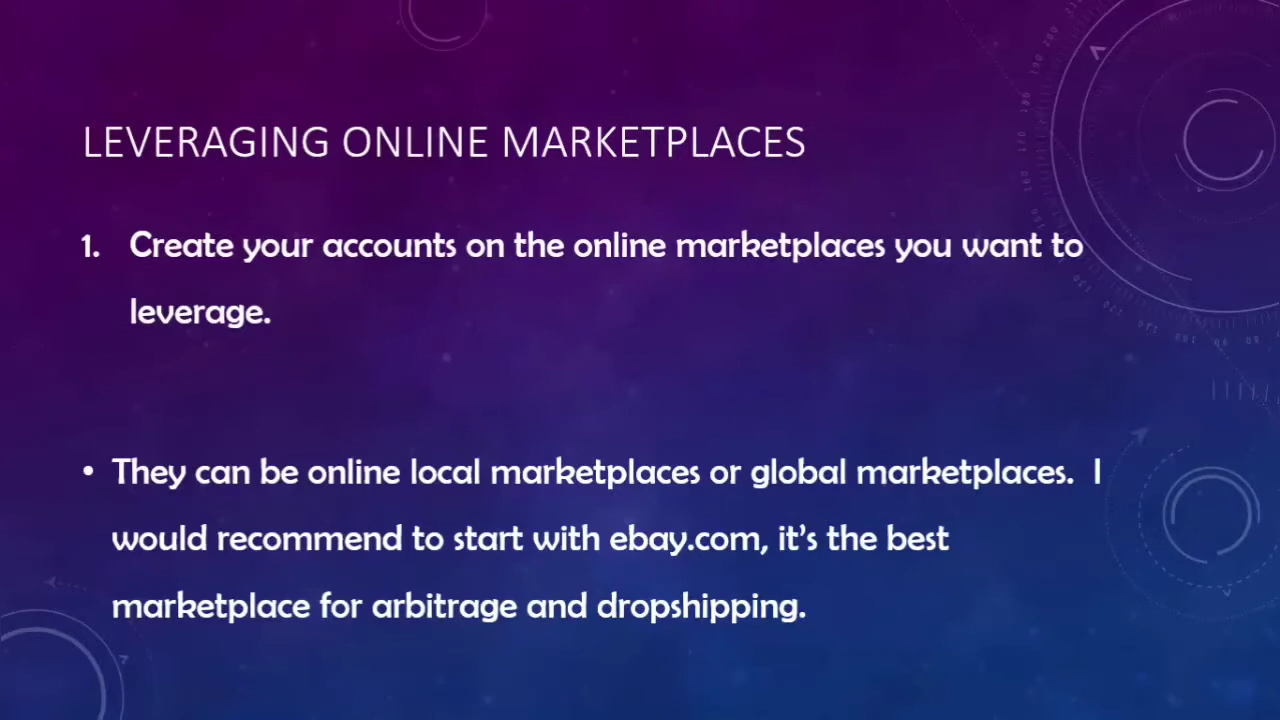 LEVERAGING ONLINE MARKETPLACES
1. Create your accounts on the online marketplaces you want to
leverage.
• They can be online local marketplaces or global marketplaces. I
would recommend to start with ebay.com, it's the best
marketplace for arbitrage and dropshipping.